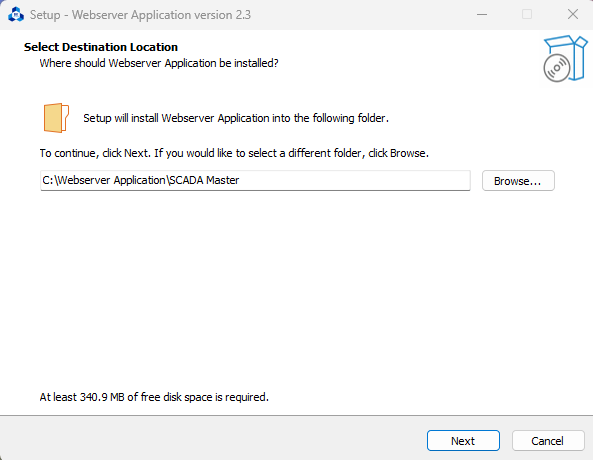 Setup - Webserver Application version 2.3
Select Destination Location
Where should Webserver Application be installed?
Setup will install Webserver Application into the following folder.
To continue, click Next. If you would like to select a different folder, click Browse.
C:\Webserver Application\SCADA Master
Browse...
At least 340.9 MB of free disk space is required.
Next
Cancel